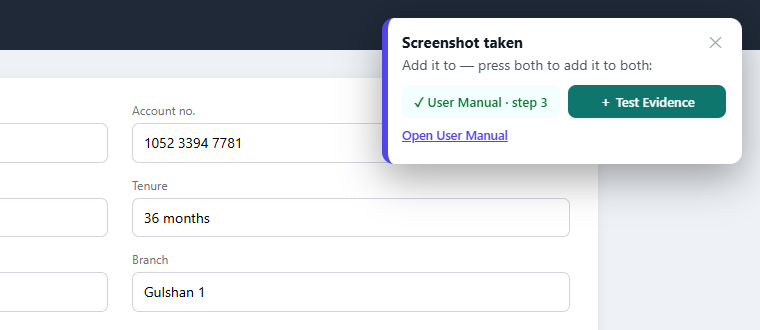 Screenshot taken
Add it to — press both to add it to both:
✓ User Manual · step 3
+ Test Evidence
Open User Manual
Account no.
1052 3394 7781
Tenure
36 months
Branch
Gulshan 1